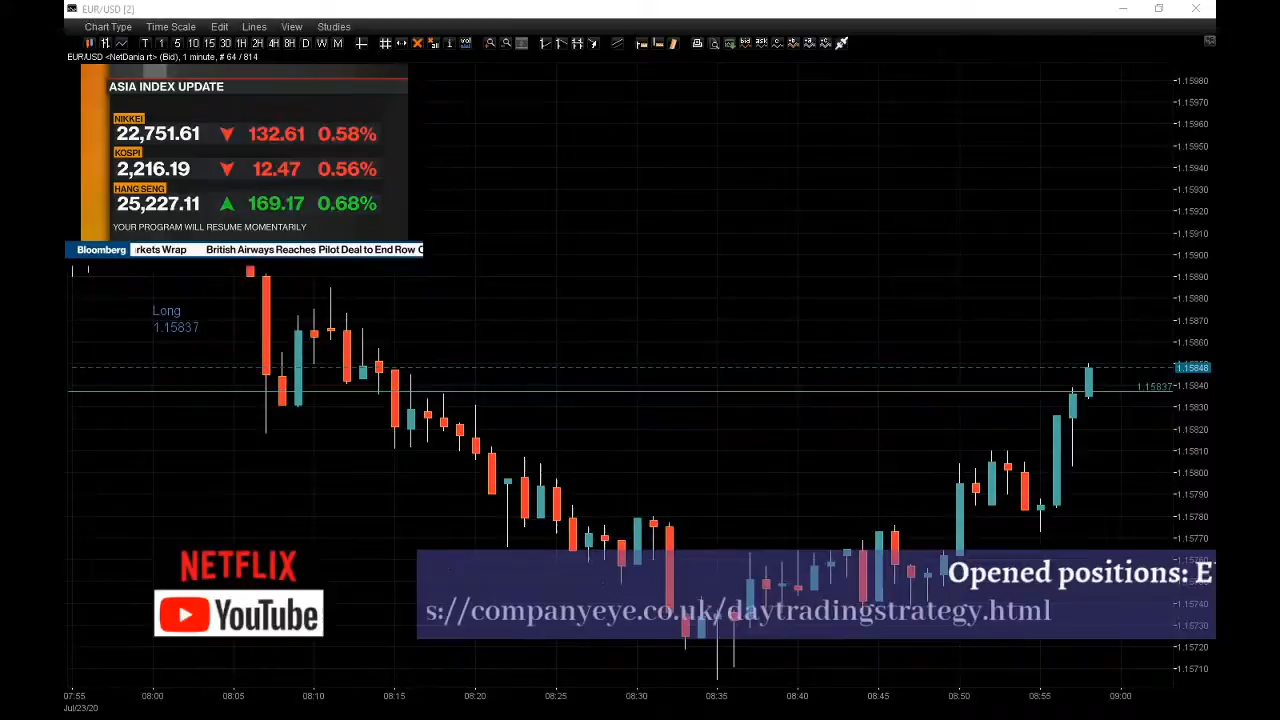 EUR/USD [2]
Chart Type Time Scale Edit Lines View Studies
T 1 5 10 15 30 1H 2H 4H 8H D W M
EUR/USD <NetDania rt> (Bid), 1 minute, # 64 / 814
ASIA INDEX UPDATE
NIKKEI
22,751.61 132.61 0.58%
KOSPI
2,216.19 12.47 0.56%
HANG SENG
25,227.11 169.17 0.68%
YOUR PROGRAM WILL RESUME MOMENTARILY
Bloomberg rkets Wrap British Airways Reaches Pilot Deal to End Row
Long
1.15837
1.15980
1.15970
1.15960
1.15950
1.15940
1.15930
1.15920
1.15910
1.15900
1.15890
1.15880
1.15870
1.15860
1.15848
1.15840
1.15837
1.15830
1.15820
1.15810
1.15800
1.15790
1.15780
1.15770
1.15740
1.15720
1.15710
NETFLIX
YouTube
Opened positions: E
s://companyeye.co.uk/daytradingstrategy.html
07:55 08:00 08:05 08:10 08:15 08:20 08:25 08:30 08:35 08:40 08:45 08:50 08:55 09:00
Jul/23/20